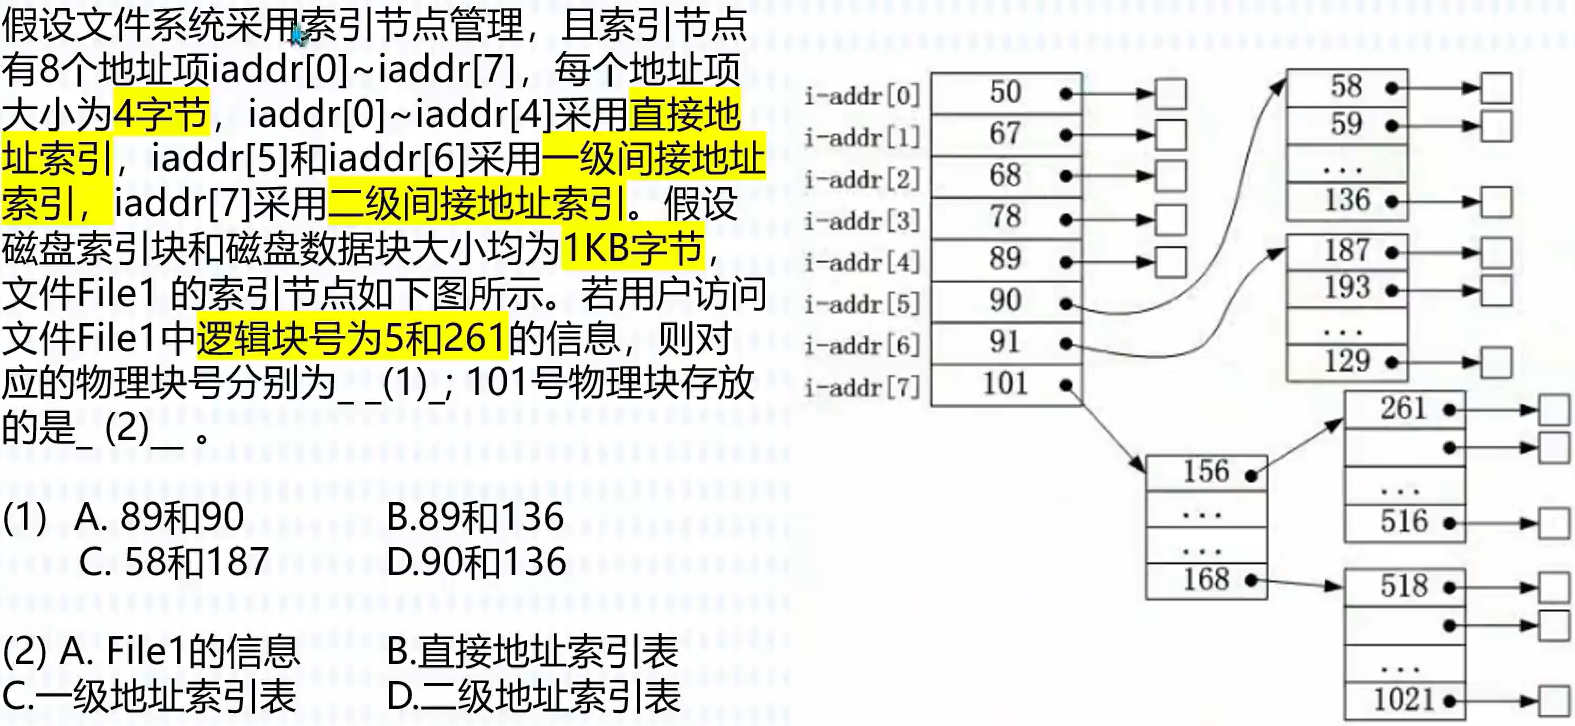 假设文件系统采用索引节点管理，且索引节点
有8个地址项iaddr[0]~iaddr[7]，每个地址项
大小为4字节，iaddr[0]~iaddr[4]采用直接地
址索引，iaddr[5]和iaddr[6]采用一级间接地址
索引，iaddr[7]采用二级间接地址索引。假设
磁盘索引块和磁盘数据块大小均为1KB字节，
文件File1 的索引节点如下图所示。若用户访问
文件File1中逻辑块号为5和261的信息，则对
应的物理块号分别为_ _(1)_; 101号物理块存放
的是_ (2)__ 。
(1) A. 89和90 B.89和136
C. 58和187 D.90和136
(2) A. File1的信息 B.直接地址索引表
C.一级地址索引表 D.二级地址索引表
i-addr[0] 50
i-addr[1] 67
i-addr[2] 68
i-addr[3] 78
i-addr[4] 89
i-addr[5] 90
i-addr[6] 91
i-addr[7] 101
58
59
...
136
187
193
...
129
156
...
...
168
261
...
516
518
...
1021